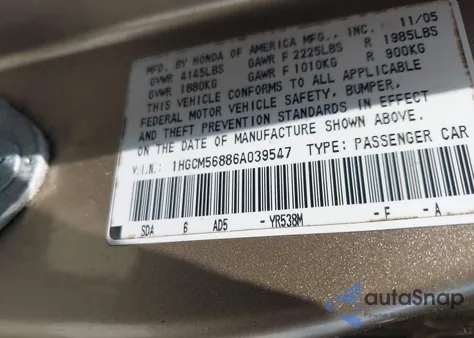 MFD. BY HONDA OF AMERICA MFG., INC. 11/05
GVWR 4145LBS GAWR F 2225LBS R 1985LBS
GVWR 1880KG GAWR F 1010KG R 900KG
THIS VEHICLE CONFORMS TO ALL APPLICABLE
FEDERAL MOTOR VEHICLE SAFETY, BUMPER,
AND THEFT PREVENTION STANDARDS IN EFFECT
ON THE DATE OF MANUFACTURE SHOWN ABOVE.
V.I.N.: 1HGCM56886A039547 TYPE: PASSENGER CAR
SDA 6 AD5 -YR538M -F -A
autoSnap